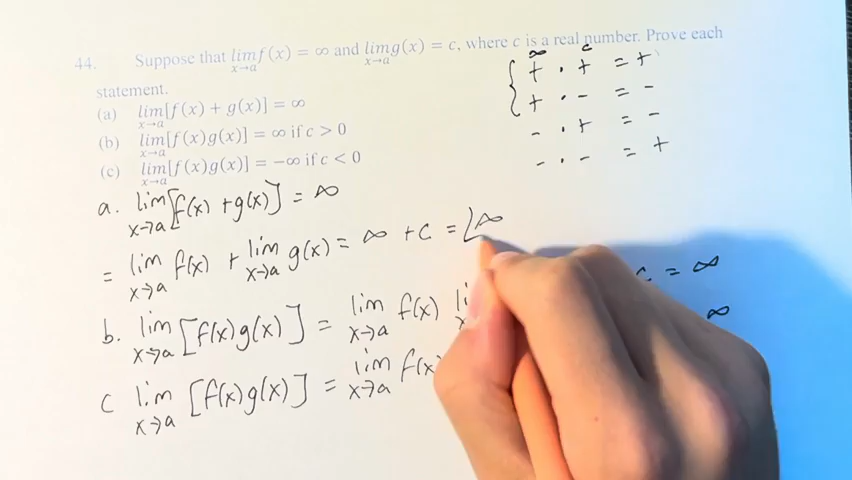 44. Suppose that lim x→a f(x) = ∞ and lim x→a g(x) = c, where c is a real number. Prove each
statement.
(a) lim x→a [f(x) + g(x)] = ∞
(b) lim x→a [f(x)g(x)] = ∞ if c > 0
(c) lim x→a [f(x)g(x)] = -∞ if c < 0
∞ c
+ · + = +
+ · - = -
- · + = -
- · - = +
a. lim x→a [f(x) + g(x)] = ∞
= lim x→a f(x) + lim x→a g(x) = ∞ + c = ∞
b. lim x→a [f(x)g(x)] = lim x→a f(x) c = ∞
c lim x→a [f(x)g(x)] = lim x→a f(x) ∞